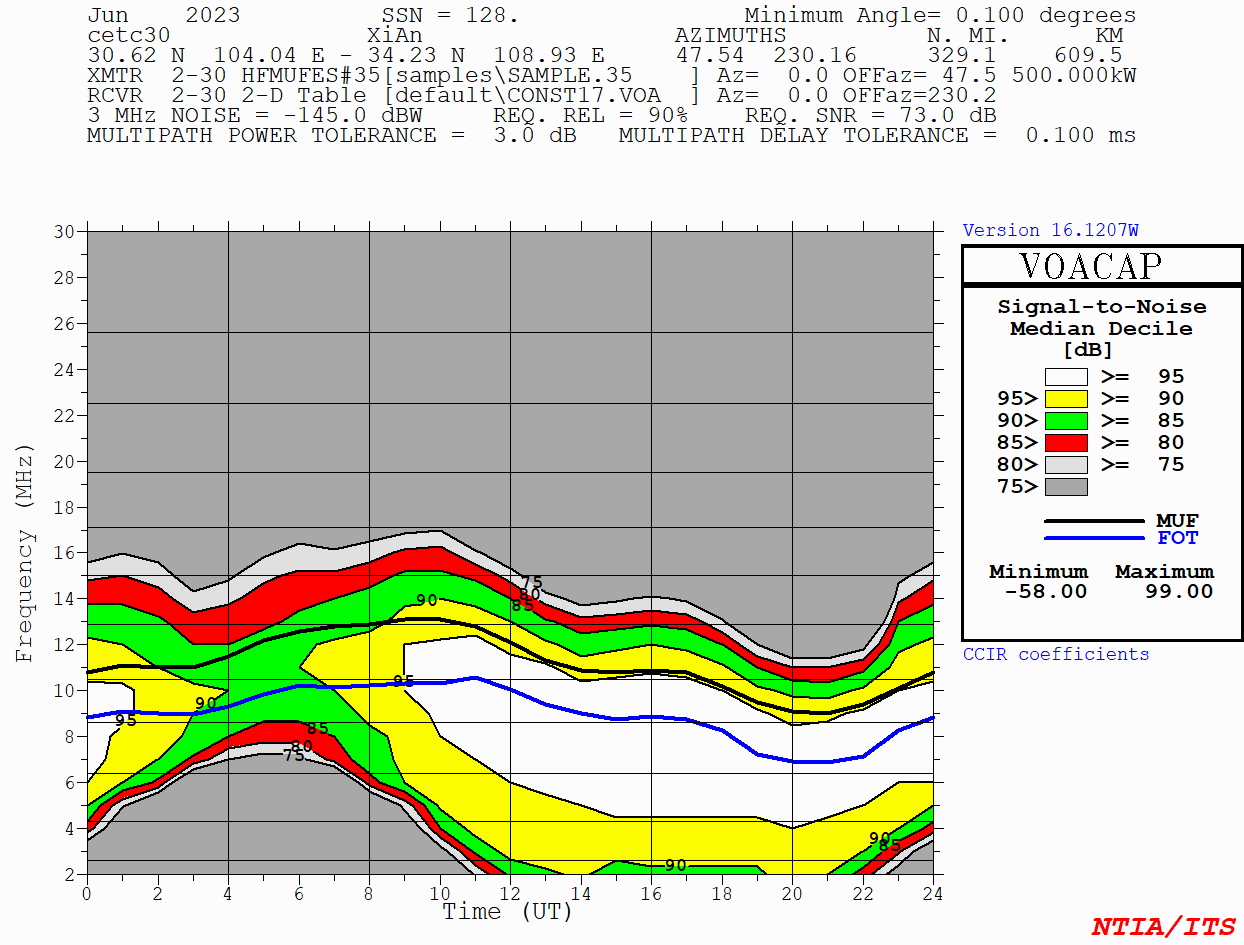 Jun    2023          SSN = 128.                Minimum Angle= 0.100 degrees
cetc30              XiAn                  AZIMUTHS          N. MI.      KM
30.62 N  104.04 E - 34.23 N  108.93 E     47.54  230.16     329.1    609.5
XMTR  2-30 HFMUFES#35[samples\SAMPLE.35    ] Az=  0.0 OFFaz= 47.5 500.000kW
RCVR  2-30 2-D Table [default\CONST17.VOA  ] Az=  0.0 OFFaz=230.2
3 MHz NOISE = -145.0 dBW     REQ. REL = 90%    REQ. SNR = 73.0 dB
MULTIPATH POWER TOLERANCE =  3.0 dB   MULTIPATH DELAY TOLERANCE =  0.100 ms
Frequency (MHz)
30
28
26
24
22
20
18
16
14
12
10
8
6
4
2
75
80
85
90
95
90
95
85
80
75
90
85
90
0 2 4 6 8 10 12 14 16 18 20 22 24
Time (UT)
Version 16.1207W
VOACAP
Signal-to-Noise
Median Decile
[dB]
>= 95
95> >= 90
90> >= 85
85> >= 80
80> >= 75
75>
MUF
FOT
Minimum Maximum
-58.00 99.00
CCIR coefficients
NTIA/ITS